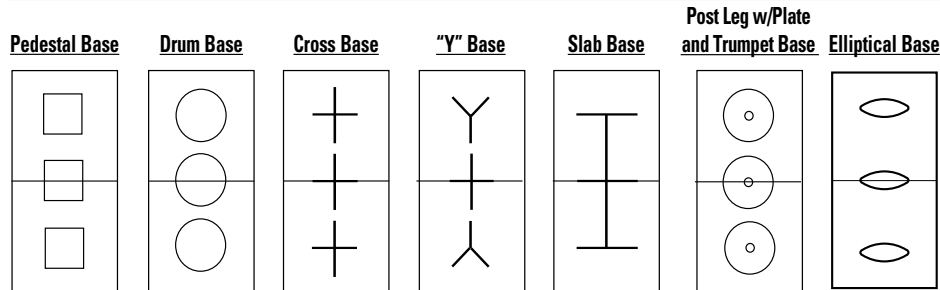 Pedestal Base
Drum Base
Cross Base
“Y” Base
Slab Base
Post Leg w/Plate
and Trumpet Base
Elliptical Base